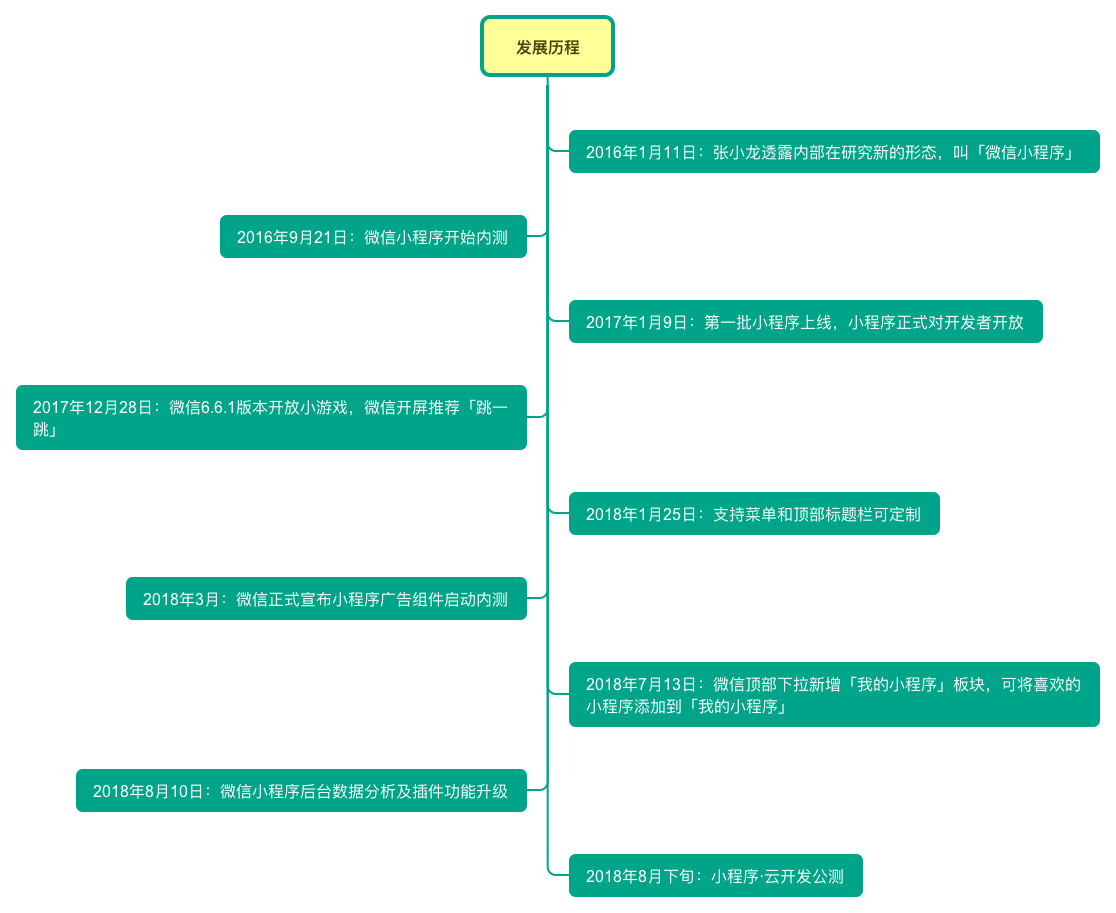 发展历程
2016年1月11日：张小龙透露内部在研究新的形态，叫「微信小程序」
2016年9月21日：微信小程序开始内测
2017年1月9日：第一批小程序上线，小程序正式对开发者开放
2017年12月28日：微信6.6.1版本开放小游戏，微信开屏推荐「跳一
跳」
2018年1月25日：支持菜单和顶部标题栏可定制
2018年3月：微信正式宣布小程序广告组件启动内测
2018年7月13日：微信顶部下拉新增「我的小程序」板块，可将喜欢的
小程序添加到「我的小程序」
2018年8月10日：微信小程序后台数据分析及插件功能升级
2018年8月下旬：小程序·云开发公测